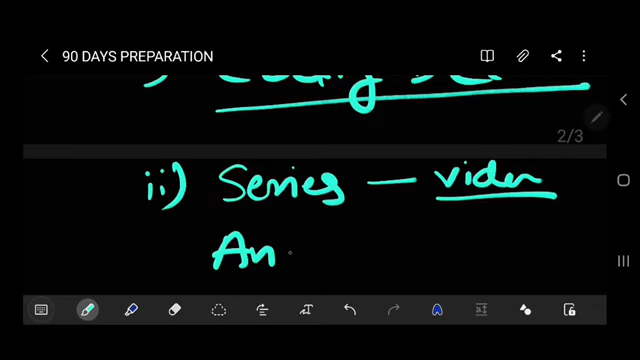 90 DAYS PREPARATION
2/3
ii) Series — video
An